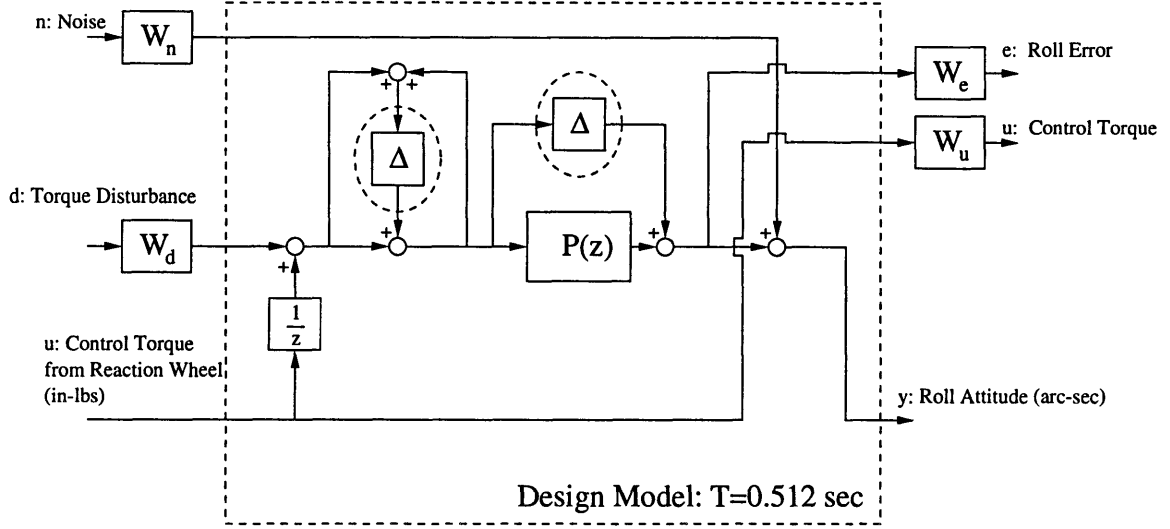 n: Noise
W_n
e: Roll Error
W_e
+ +
Δ
Δ
u: Control Torque
W_u
d: Torque Disturbance
W_d
+
+
+
+
P(z)
+
1
z
u: Control Torque
from Reaction Wheel
(in-lbs)
y: Roll Attitude (arc-sec)
Design Model: T=0.512 sec